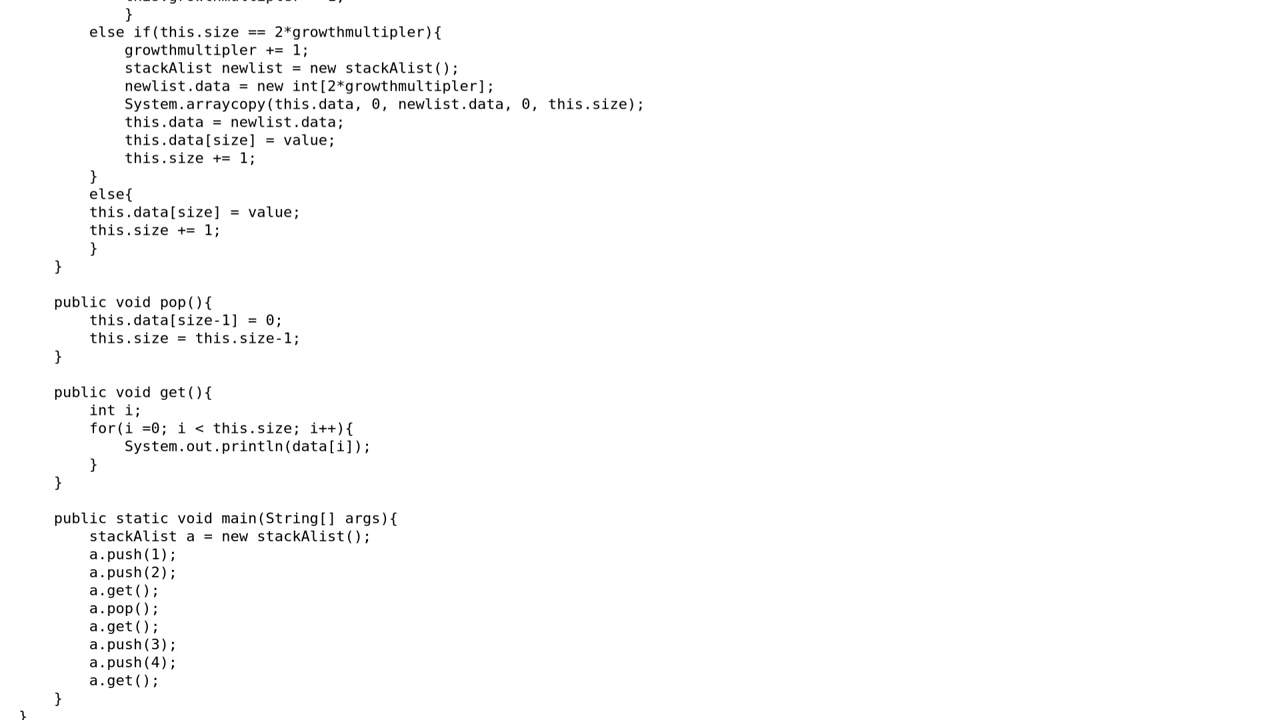 }
else if(this.size == 2*growthmultipler){
growthmultipler += 1;
stackAlist newlist = new stackAlist();
newlist.data = new int[2*growthmultipler];
System.arraycopy(this.data, 0, newlist.data, 0, this.size);
this.data = newlist.data;
this.data[size] = value;
this.size += 1;
}
else{
this.data[size] = value;
this.size += 1;
}
}
public void pop(){
this.data[size-1] = 0;
this.size = this.size-1;
}
public void get(){
int i;
for(i =0; i < this.size; i++){
System.out.println(data[i]);
}
}
public static void main(String[] args){
stackAlist a = new stackAlist();
a.push(1);
a.push(2);
a.get();
a.pop();
a.get();
a.push(3);
a.push(4);
a.get();
}
}